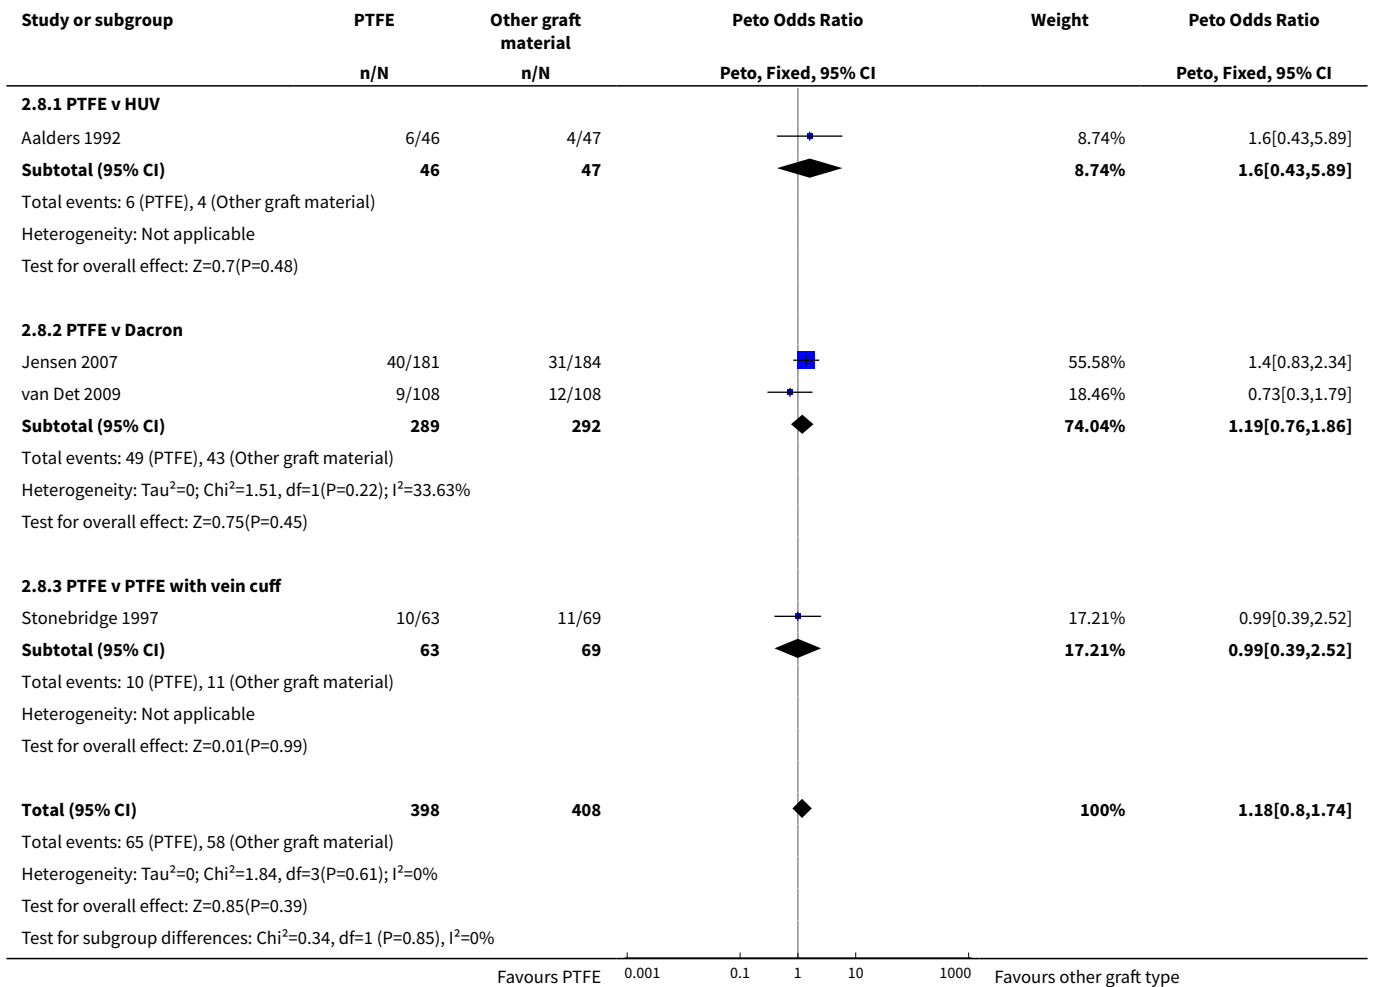 Study or subgroup PTFE Other graft material Peto Odds Ratio Weight Peto Odds Ratio
n/N n/N Peto, Fixed, 95% CI Peto, Fixed, 95% CI
2.8.1 PTFE v HUV
Aalders 1992 6/46 4/47 8.74% 1.6[0.43,5.89]
Subtotal (95% CI) 46 47 8.74% 1.6[0.43,5.89]
Total events: 6 (PTFE), 4 (Other graft material)
Heterogeneity: Not applicable
Test for overall effect: Z=0.7(P=0.48)
2.8.2 PTFE v Dacron
Jensen 2007 40/181 31/184 55.58% 1.4[0.83,2.34]
van Det 2009 9/108 12/108 18.46% 0.73[0.3,1.79]
Subtotal (95% CI) 289 292 74.04% 1.19[0.76,1.86]
Total events: 49 (PTFE), 43 (Other graft material)
Heterogeneity: Tau²=0; Chi²=1.51, df=1(P=0.22); I²=33.63%
Test for overall effect: Z=0.75(P=0.45)
2.8.3 PTFE v PTFE with vein cuff
Stonebridge 1997 10/63 11/69 17.21% 0.99[0.39,2.52]
Subtotal (95% CI) 63 69 17.21% 0.99[0.39,2.52]
Total events: 10 (PTFE), 11 (Other graft material)
Heterogeneity: Not applicable
Test for overall effect: Z=0.01(P=0.99)
Total (95% CI) 398 408 100% 1.18[0.8,1.74]
Total events: 65 (PTFE), 58 (Other graft material)
Heterogeneity: Tau²=0; Chi²=1.84, df=3(P=0.61); I²=0%
Test for overall effect: Z=0.85(P=0.39)
Test for subgroup differences: Chi²=0.34, df=1 (P=0.85), I²=0%
Favours PTFE 0.001 0.1 1 10 1000 Favours other graft type